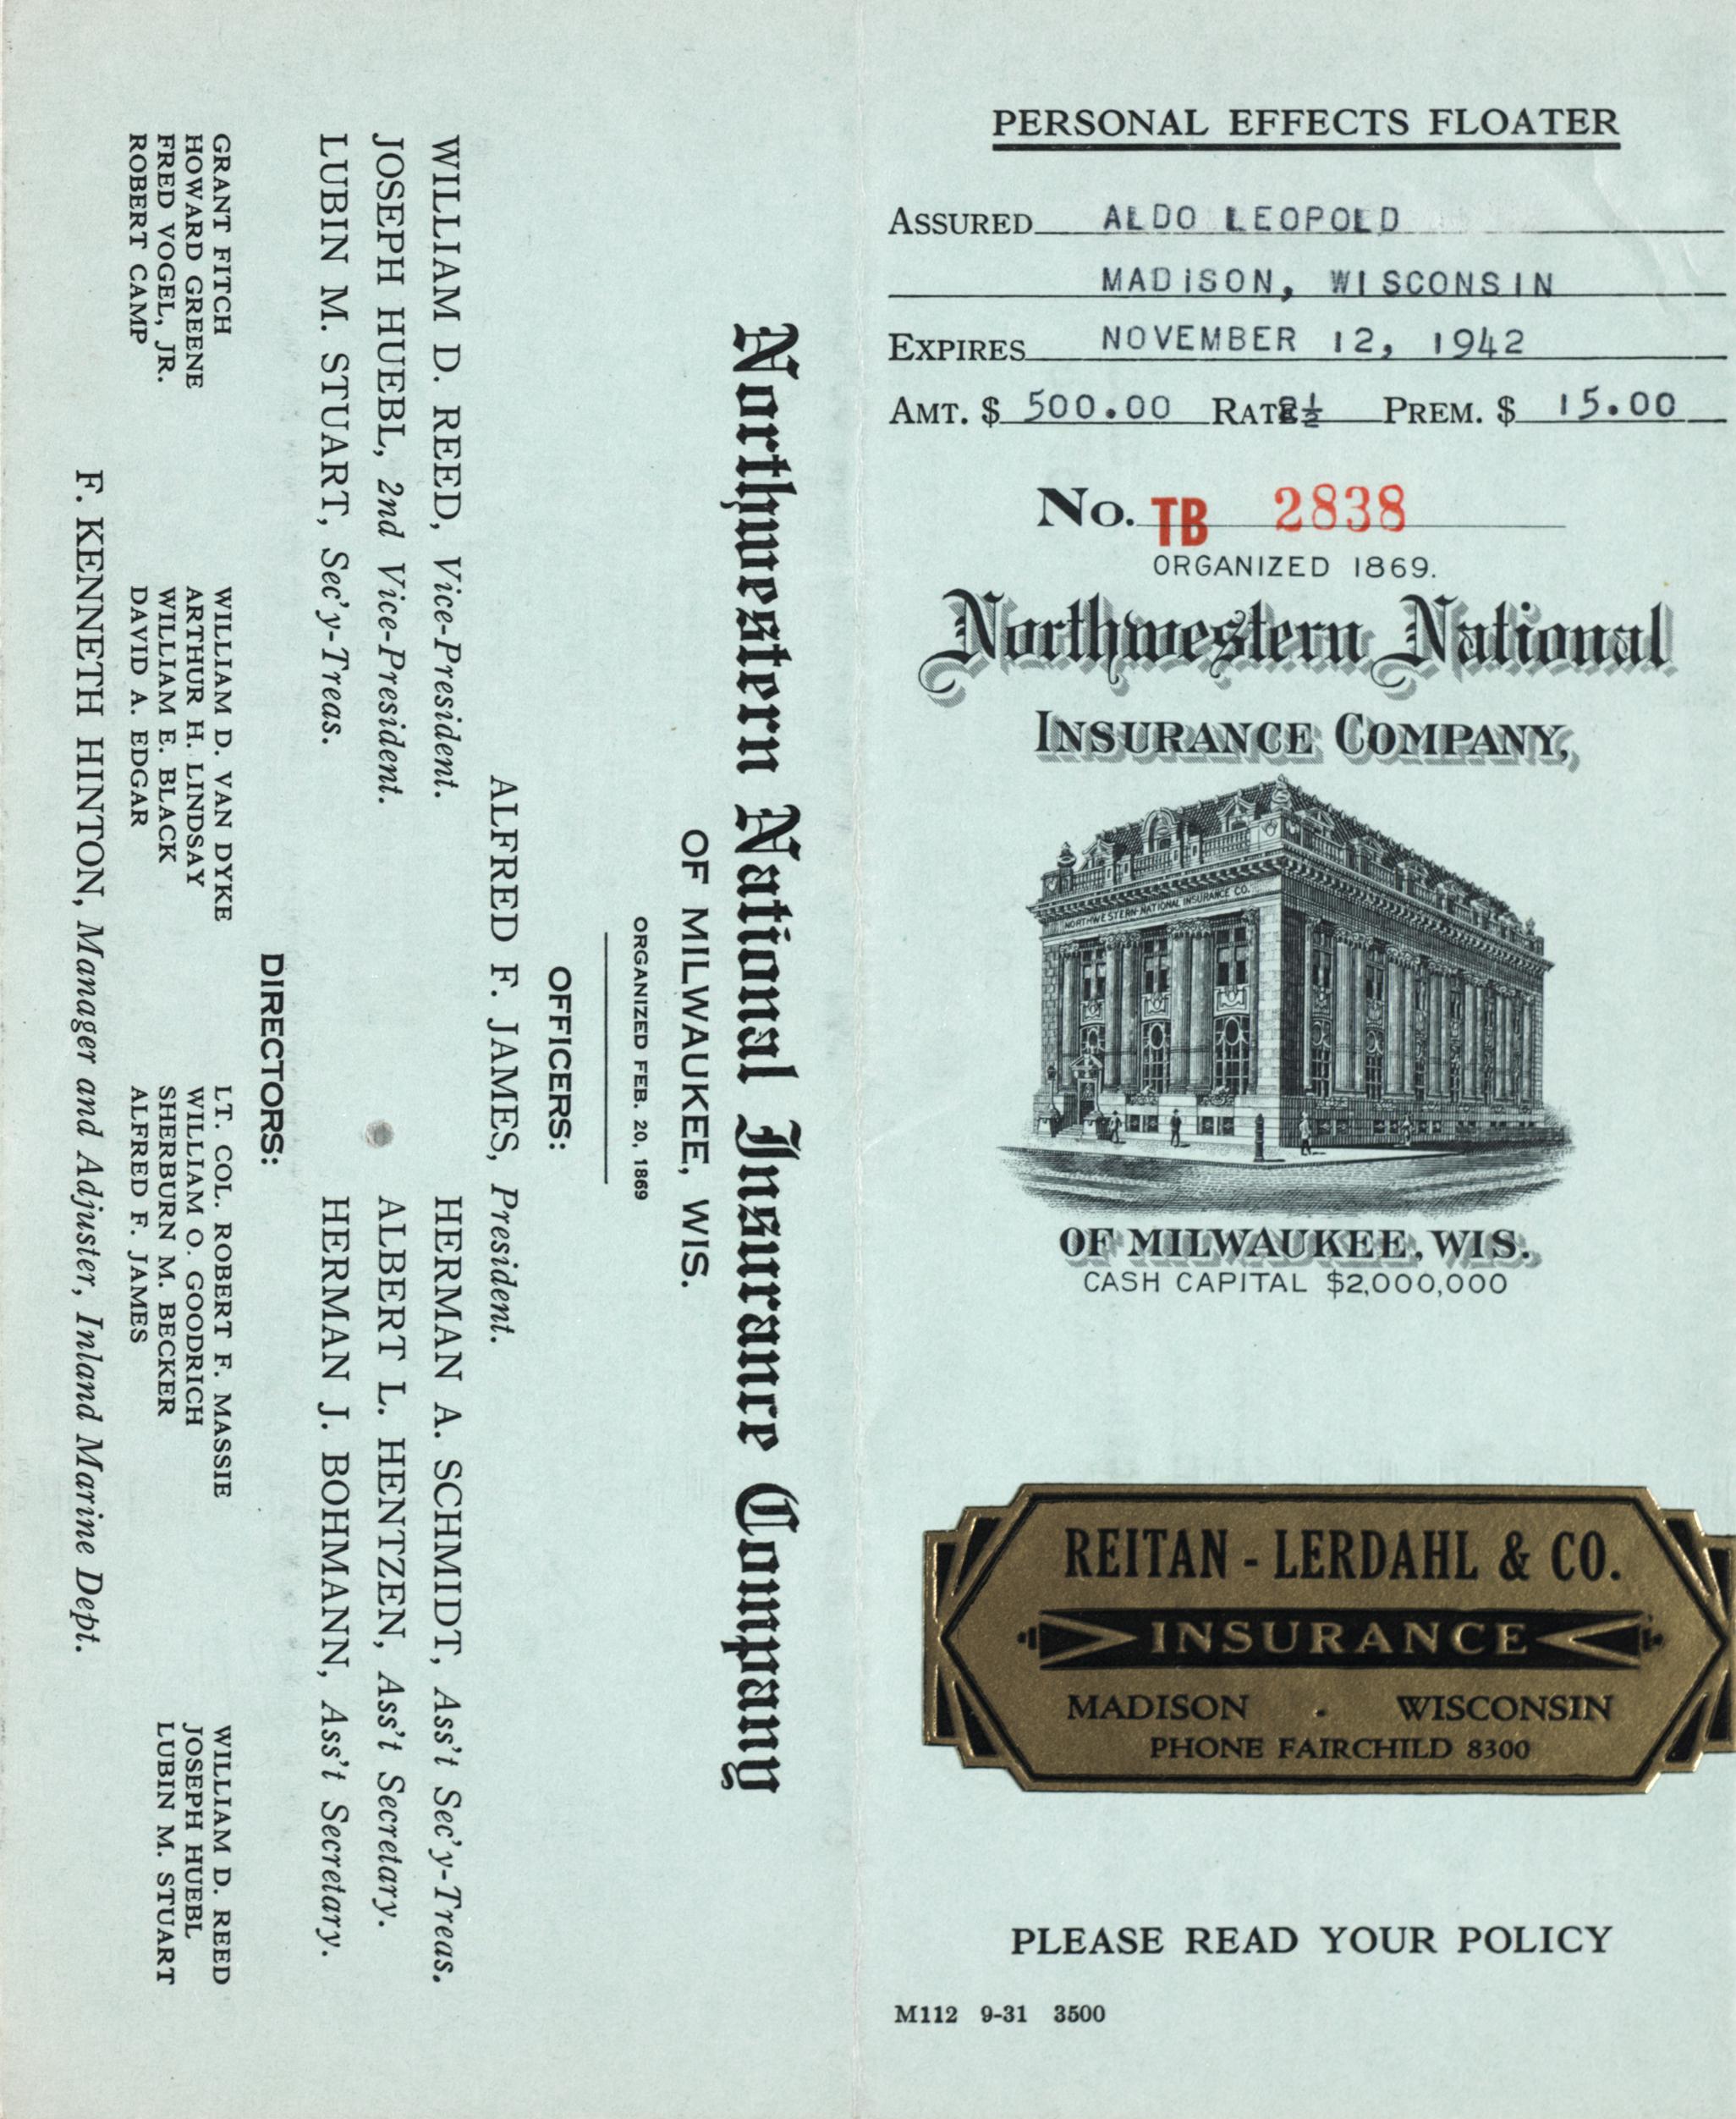 PERSONAL EFFECTS FLOATER
ASSURED ALDO LEOPOLD
MADISON, WISCONSIN
EXPIRES NOVEMBER 12, 1942
AMT. $ 500.00 RATE 2½ PREM. $ 15.00
No. TB 2838
ORGANIZED 1869.
Northwestern National
INSURANCE COMPANY,
NORTHWESTERN NATIONAL INSURANCE CO.
OF MILWAUKEE, WIS.
CASH CAPITAL $2,000,000
REITAN - LERDAHL & CO.
INSURANCE
MADISON - WISCONSIN
PHONE FAIRCHILD 8300
PLEASE READ YOUR POLICY
M112 9-31 3500
Northwestern National Insurance Company
OF MILWAUKEE, WIS.
ORGANIZED FEB. 20, 1869
OFFICERS:
ALFRED F. JAMES, President.
WILLIAM D. REED, Vice-President. HERMAN A. SCHMIDT, Ass't Sec'y-Treas.
JOSEPH HUEBL, 2nd Vice-President. ALBERT L. HENTZEN, Ass't Secretary.
LUBIN M. STUART, Sec'y-Treas. HERMAN J. BOHMANN, Ass't Secretary.
DIRECTORS:
GRANT FITCH WILLIAM D. VAN DYKE LT. COL. ROBERT F. MASSIE WILLIAM D. REED
HOWARD GREENE ARTHUR H. LINDSAY WILLIAM O. GOODRICH JOSEPH HUEBL
FRED VOGEL, JR. WILLIAM E. BLACK SHERBURN M. BECKER LUBIN M. STUART
ROBERT CAMP DAVID A. EDGAR ALFRED F. JAMES
F. KENNETH HINTON, Manager and Adjuster, Inland Marine Dept.